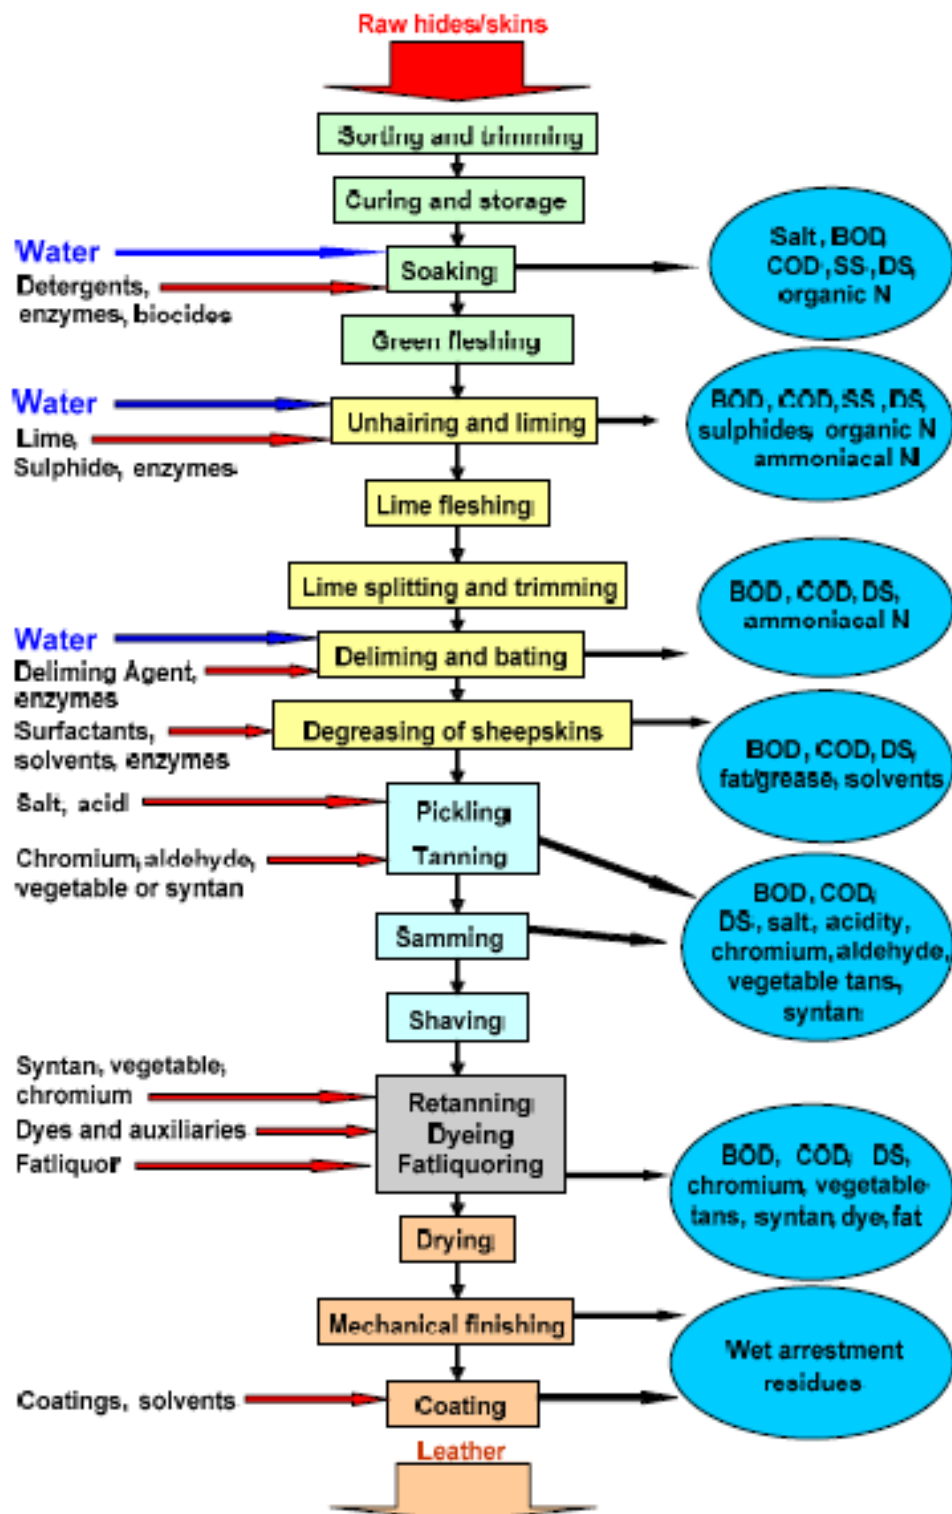 Raw hides/skins
Sorting and trimming
Curing and storage
Water
Detergents,
enzymes, biocides
Soaking
Salt, BOD,
COD, SS, DS,
organic N
Green fleshing
Water
Lime,
Sulphide, enzymes
Unhairing and liming
BOD, COD, SS, DS,
sulphides, organic N
ammoniacal N
Lime fleshing
Lime splitting and trimming
Water
Deliming Agent,
enzymes
Deliming and bating
BOD, COD, DS,
ammoniacal N
Surfactants,
solvents, enzymes
Degreasing of sheepskins
BOD, COD, DS,
fat/grease, solvents
Salt, acid
Pickling
Chromium, aldehyde,
vegetable or syntan
Tanning
BOD, COD,
DS, salt, acidity,
chromium, aldehyde,
vegetable tans,
syntan
Samming
Shaving
Syntan, vegetable,
chromium
Dyes and auxiliaries
Fatliquor
Retanning
Dyeing
Fatliquoring
BOD, COD, DS,
chromium, vegetable
tans, syntan, dye, fat
Drying
Mechanical finishing
Wet arrestment
residues
Coatings, solvents
Coating
Leather